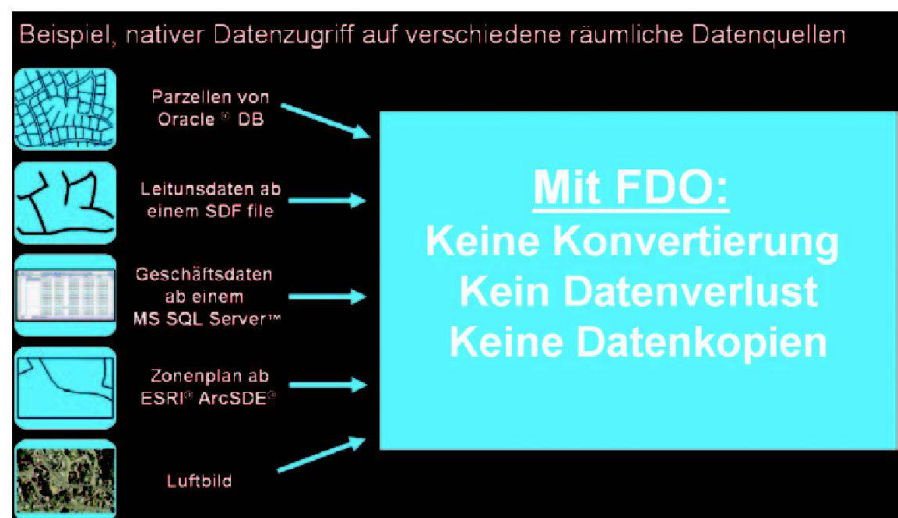 Beispiel, nativer Datenzugriff auf verschiedene räumliche Datenquellen
Parzellen von
Oracle ® DB
Leitunsdaten ab
einem SDF file
Geschäftsdaten
ab einem
MS SQL Server™
Zonenplan ab
ESRI® ArcSDE®
Luftbild
Mit FDO:
Keine Konvertierung
Kein Datenverlust
Keine Datenkopien